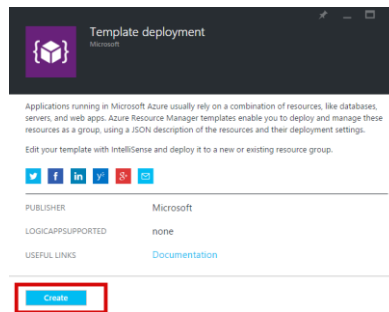 Template deployment
Microsoft
Applications running in Microsoft Azure usually rely on a combination of resources, like databases,
servers, and web apps. Azure Resource Manager templates enable you to deploy and manage these
resources as a group, using a JSON description of the resources and their deployment settings.
Edit your template with IntelliSense and deploy it to a new or existing resource group.
PUBLISHER Microsoft
LOGICAPPSUPPORTED none
USEFUL LINKS Documentation
Create